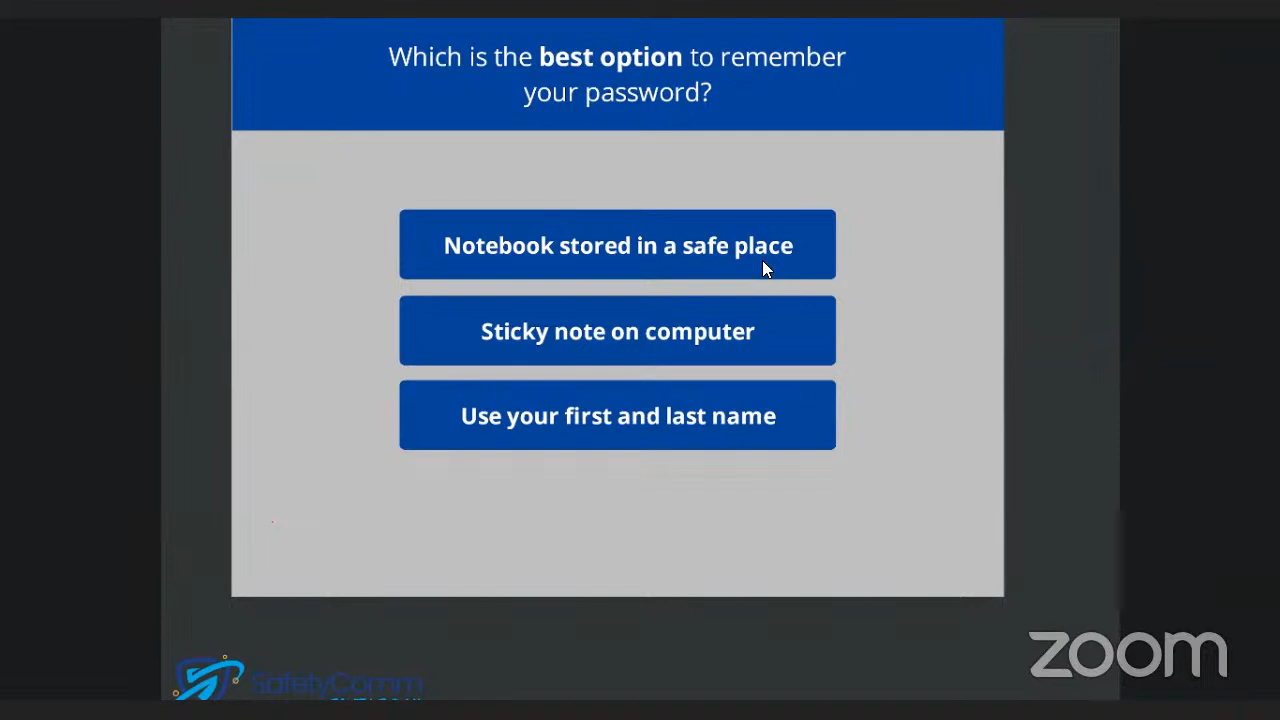 Which is the best option to remember
your password?
Notebook stored in a safe place
Sticky note on computer
Use your first and last name
SafetyComm
zoom